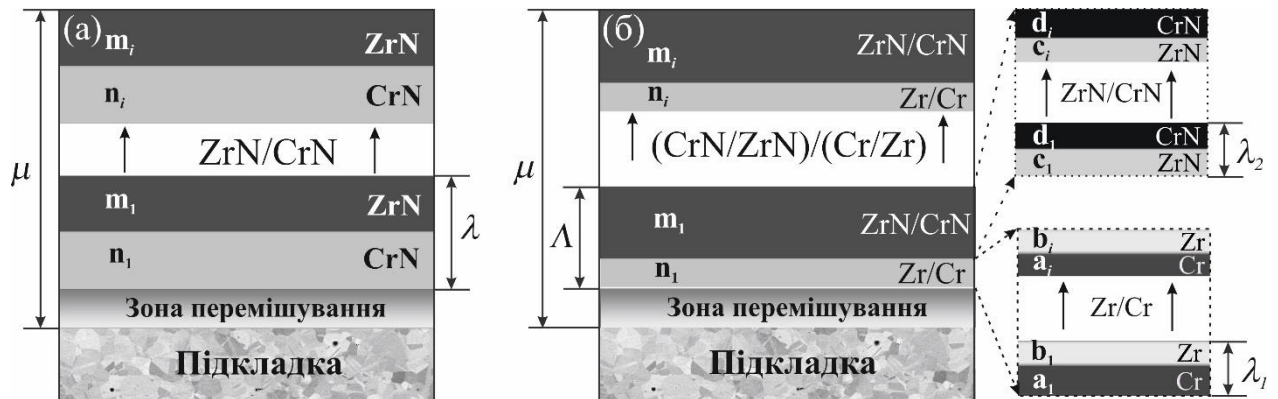 (а)
mᵢ ZrN
nᵢ CrN
ZrN/CrN
m₁ ZrN
n₁ CrN
Зона перемішування
Підкладка
μ
λ
(б)
mᵢ ZrN/CrN
nᵢ Zr/Cr
(CrN/ZrN)/(Cr/Zr)
m₁ ZrN/CrN
n₁ Zr/Cr
Зона перемішування
Підкладка
μ
Λ
dᵢ CrN
cᵢ ZrN
ZrN/CrN
d₁ CrN
c₁ ZrN
λ₂
bᵢ Zr
aᵢ Cr
Zr/Cr
b₁ Zr
a₁ Cr
λ₁